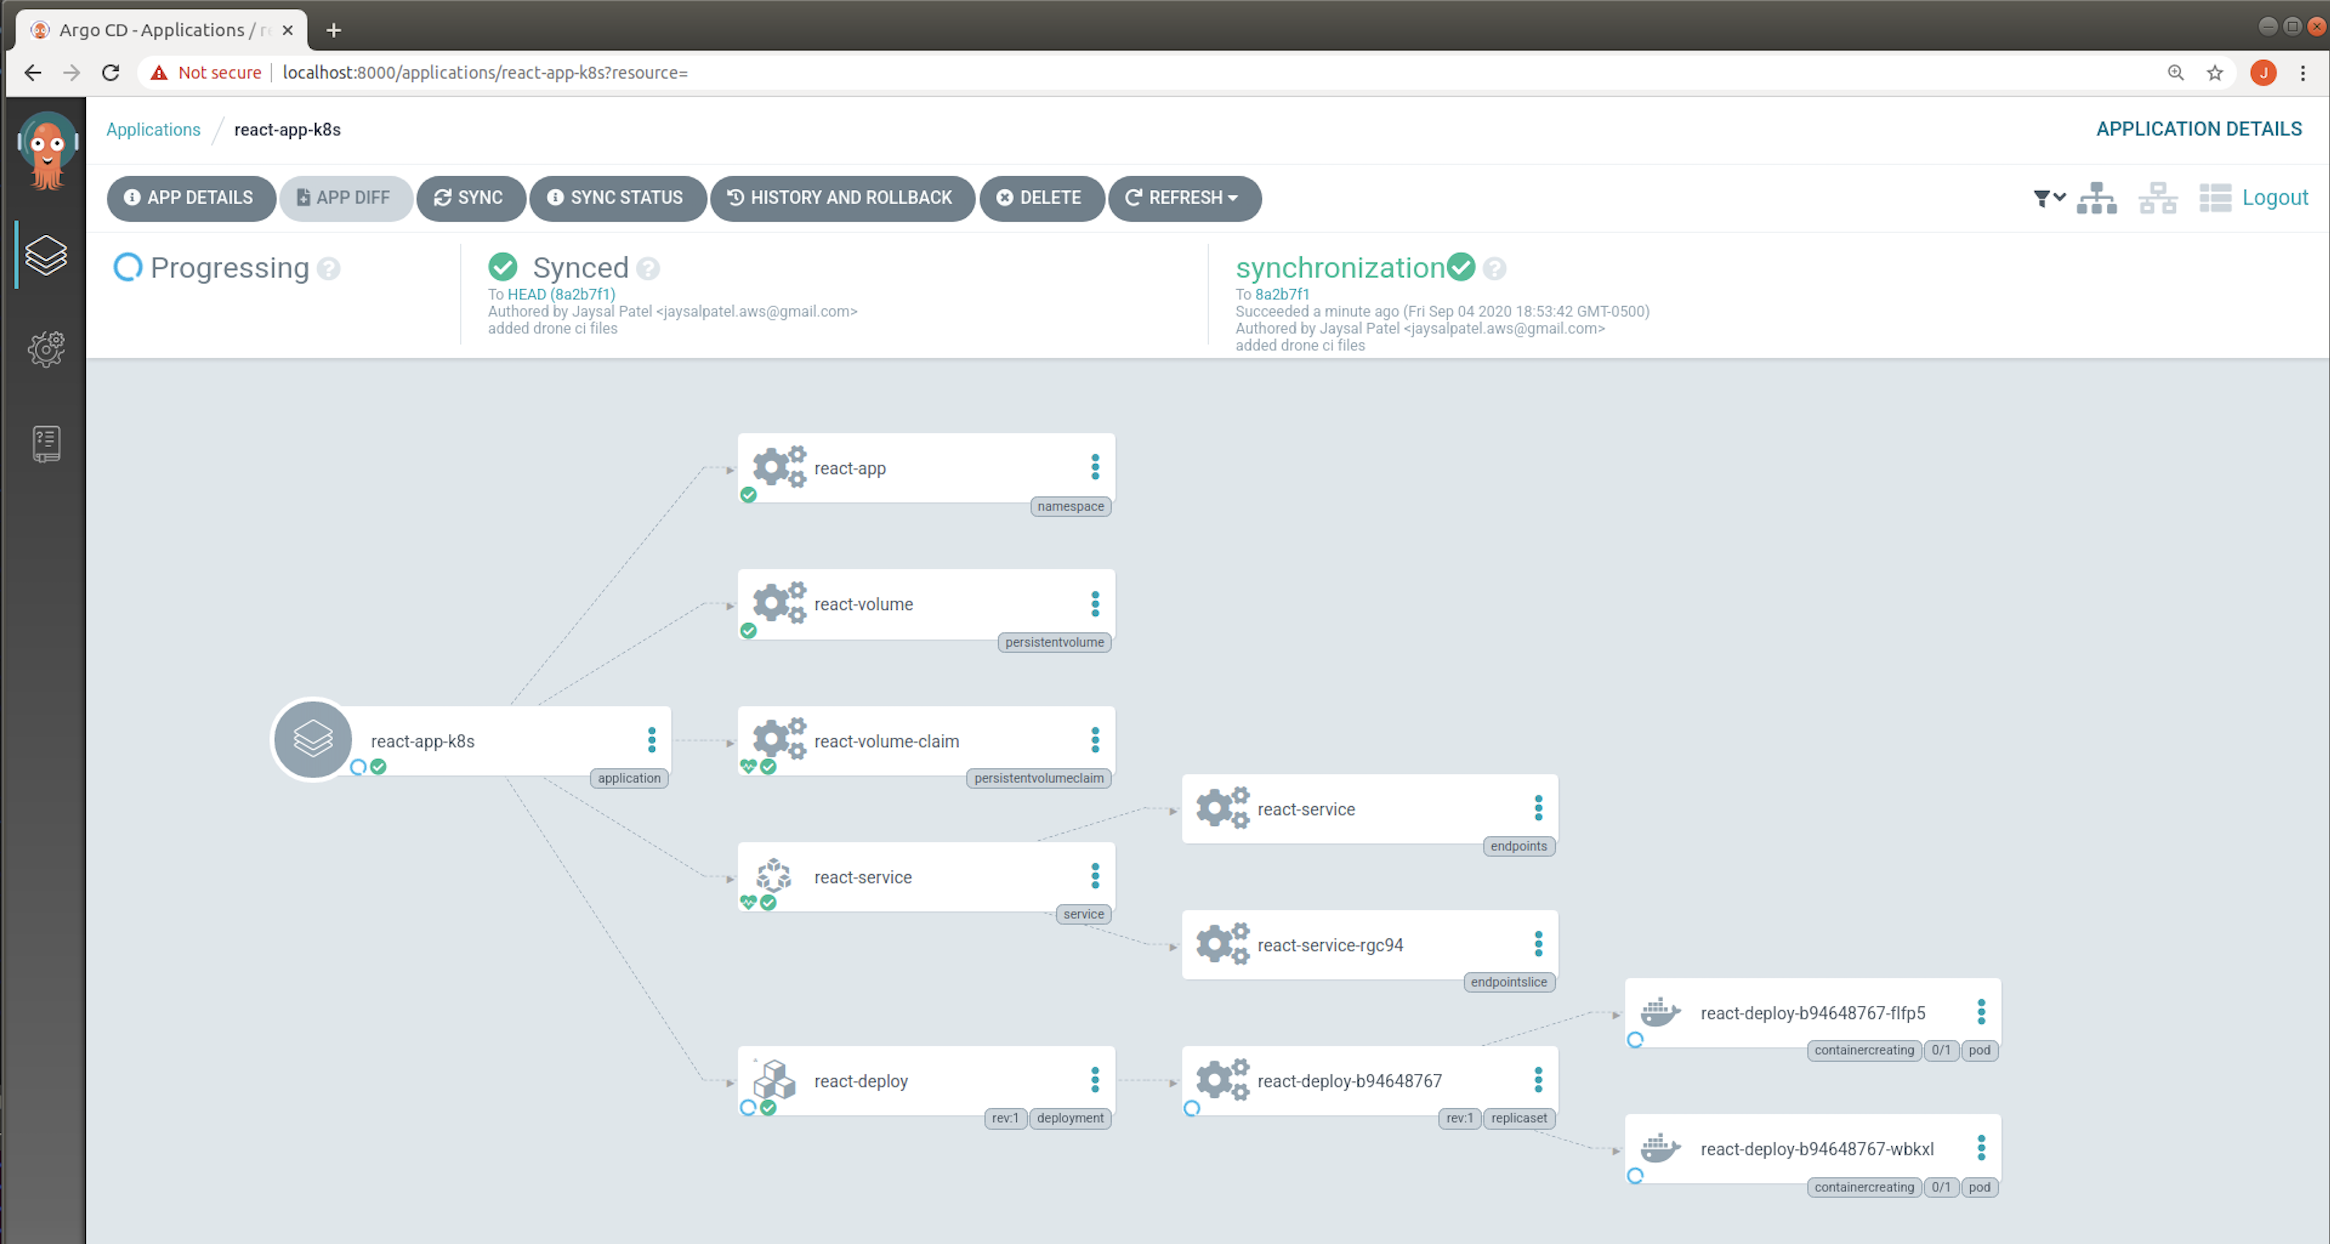 Argo CD - Applications / r
Not secure
localhost:8000/applications/react-app-k8s?resource=
J
Applications / react-app-k8s
APPLICATION DETAILS
APP DETAILS
APP DIFF
SYNC
SYNC STATUS
HISTORY AND ROLLBACK
DELETE
REFRESH
Logout
Progressing
Synced
To HEAD (8a2b7f1)
Authored by Jaysal Patel <jaysalpatel.aws@gmail.com>
added drone ci files
synchronization
To 8a2b7f1
Succeeded a minute ago (Fri Sep 04 2020 18:53:42 GMT-0500)
Authored by Jaysal Patel <jaysalpatel.aws@gmail.com>
added drone ci files
react-app
namespace
react-volume
persistentvolume
react-app-k8s
application
react-volume-claim
persistentvolumeclaim
react-service
endpoints
react-service
service
react-service-rgc94
endpointslice
react-deploy-b94648767-flfp5
containercreating 0/1 pod
react-deploy
rev:1 deployment
react-deploy-b94648767
rev:1 replicaset
react-deploy-b94648767-wbkxl
containercreating 0/1 pod